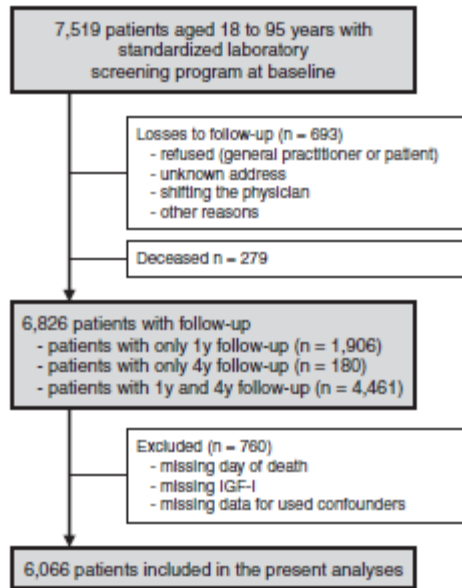 7,519 patients aged 18 to 95 years with
standardized laboratory
screening program at baseline
Losses to follow-up (n = 693)
- refused (general practitioner or patient)
- unknown address
- shifting the physician
- other reasons
Deceased n = 279
6,826 patients with follow-up
- patients with only 1y follow-up (n = 1,906)
- patients with only 4y follow-up (n = 180)
- patients with 1y and 4y follow-up (n = 4,461)
Excluded (n = 760)
- missing day of death
- missing IGF-I
- missing data for used confounders
6,066 patients included in the present analyses